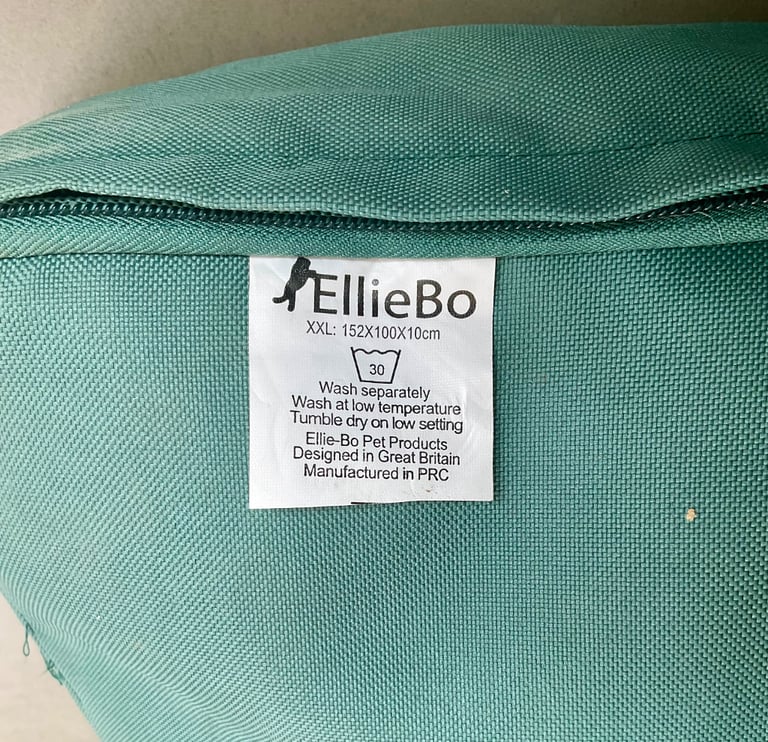 EllieBo
XXL: 152X100X10cm
30
Wash separately
Wash at low temperature
Tumble dry on low setting
Ellie-Bo Pet Products
Designed in Great Britain
Manufactured in PRC